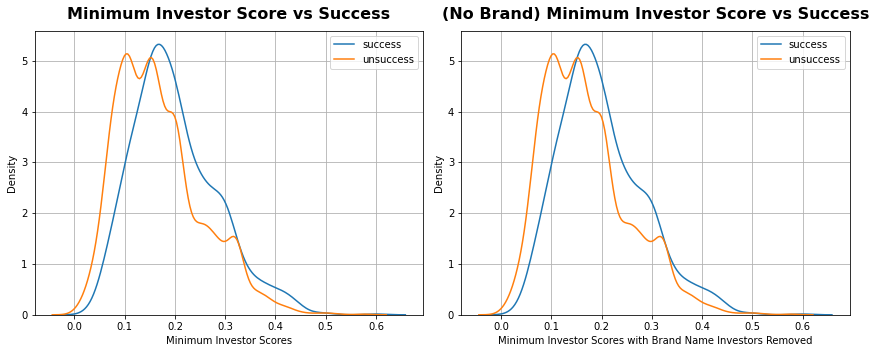 Minimum Investor Score vs Success
success
unsuccess
5
4
3
2
1
0
Density
0.0 0.1 0.2 0.3 0.4 0.5 0.6
Minimum Investor Scores
(No Brand) Minimum Investor Score vs Success
success
unsuccess
5
4
3
2
1
0
Density
0.0 0.1 0.2 0.3 0.4 0.5 0.6
Minimum Investor Scores with Brand Name Investors Removed